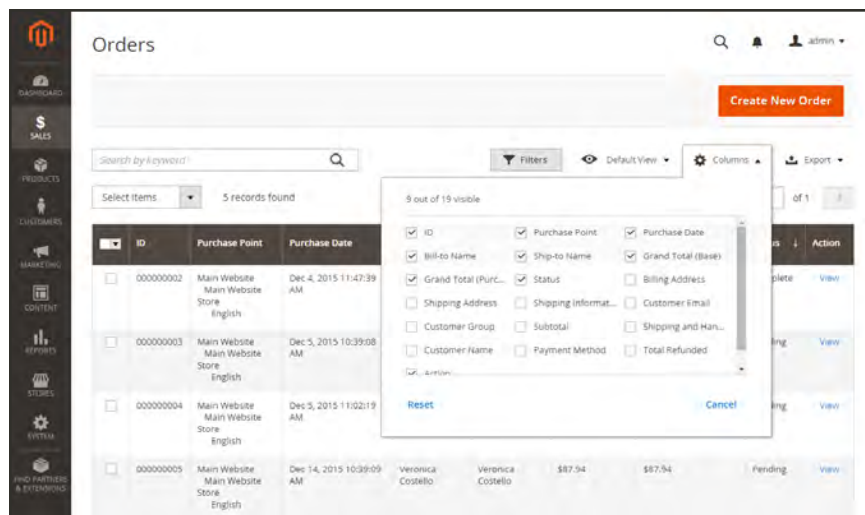 Orders
admin
DASHBOARD
Create New Order
$
SALES
Search by keyword
Filters
Default View
Columns
Export
PRODUCTS
Select Items
5 records found
9 out of 19 visible
of 1
CUSTOMERS
ID
Purchase Point
Purchase Date
Bill-to Name
Ship-to Name
Grand Total (Base)
Grand Total (Purc...
Status
Billing Address
Shipping Address
Shipping Informat...
Customer Email
Customer Group
Subtotal
Shipping and Han...
Customer Name
Payment Method
Total Refunded
Action
Reset
Cancel
ID
Purchase Point
Purchase Date
us
Action
MARKETING
000000002
Main Website
Main Website
Store
English
Dec 4, 2015 11:47:39
AM
plete
View
CONTENT
REPORTS
000000003
Main Website
Main Website
Store
English
Dec 5, 2015 10:39:08
AM
ing
View
STORES
SYSTEM
000000004
Main Website
Main Website
Store
English
Dec 5, 2015 11:02:19
AM
ing
View
FIND PARTNERS
& EXTENSIONS
000000005
Main Website
Main Website
Store
English
Dec 14, 2015 10:39:09
AM
Veronica
Costello
Veronica
Costello
$87.94
$87.94
Pending
View